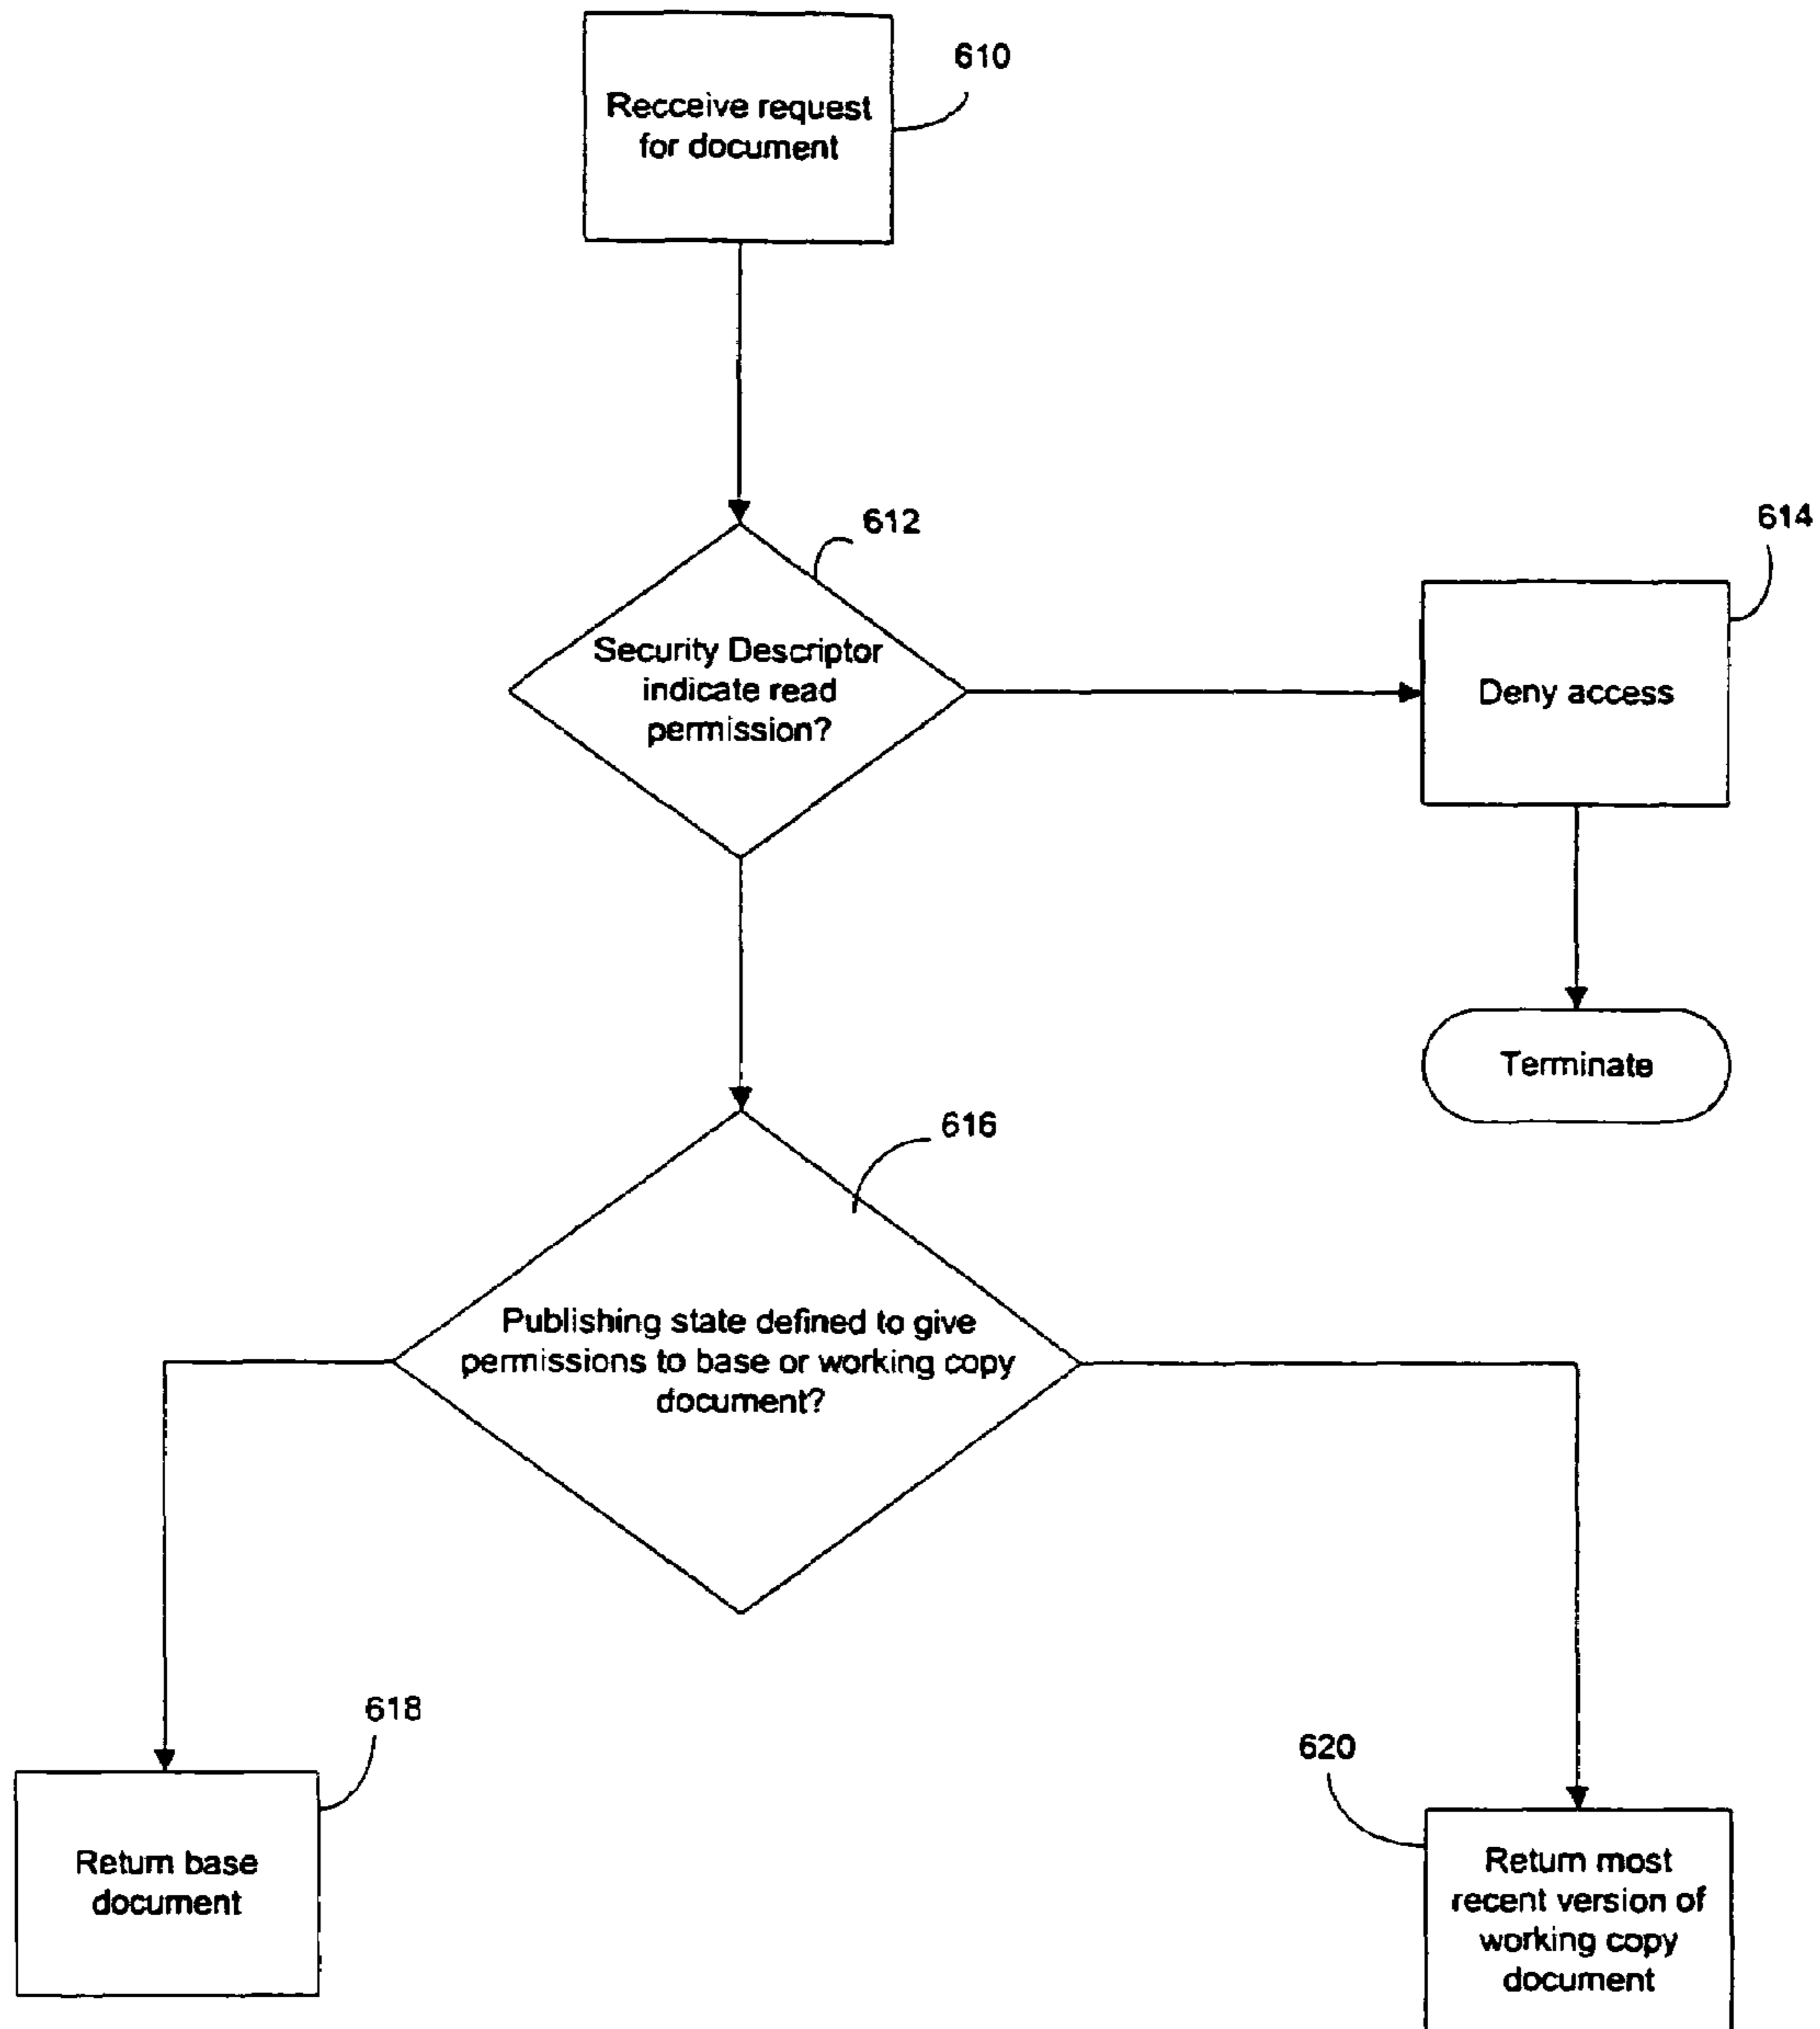 610
Recceive request
for document
612
614
Security Descriptor
indicate read
permission?
Deny access
Terminate
616
Publishing state defined to give
permissions to base or working copy
document?
618
620
Return base
document
Return most
recent version of
working copy
document